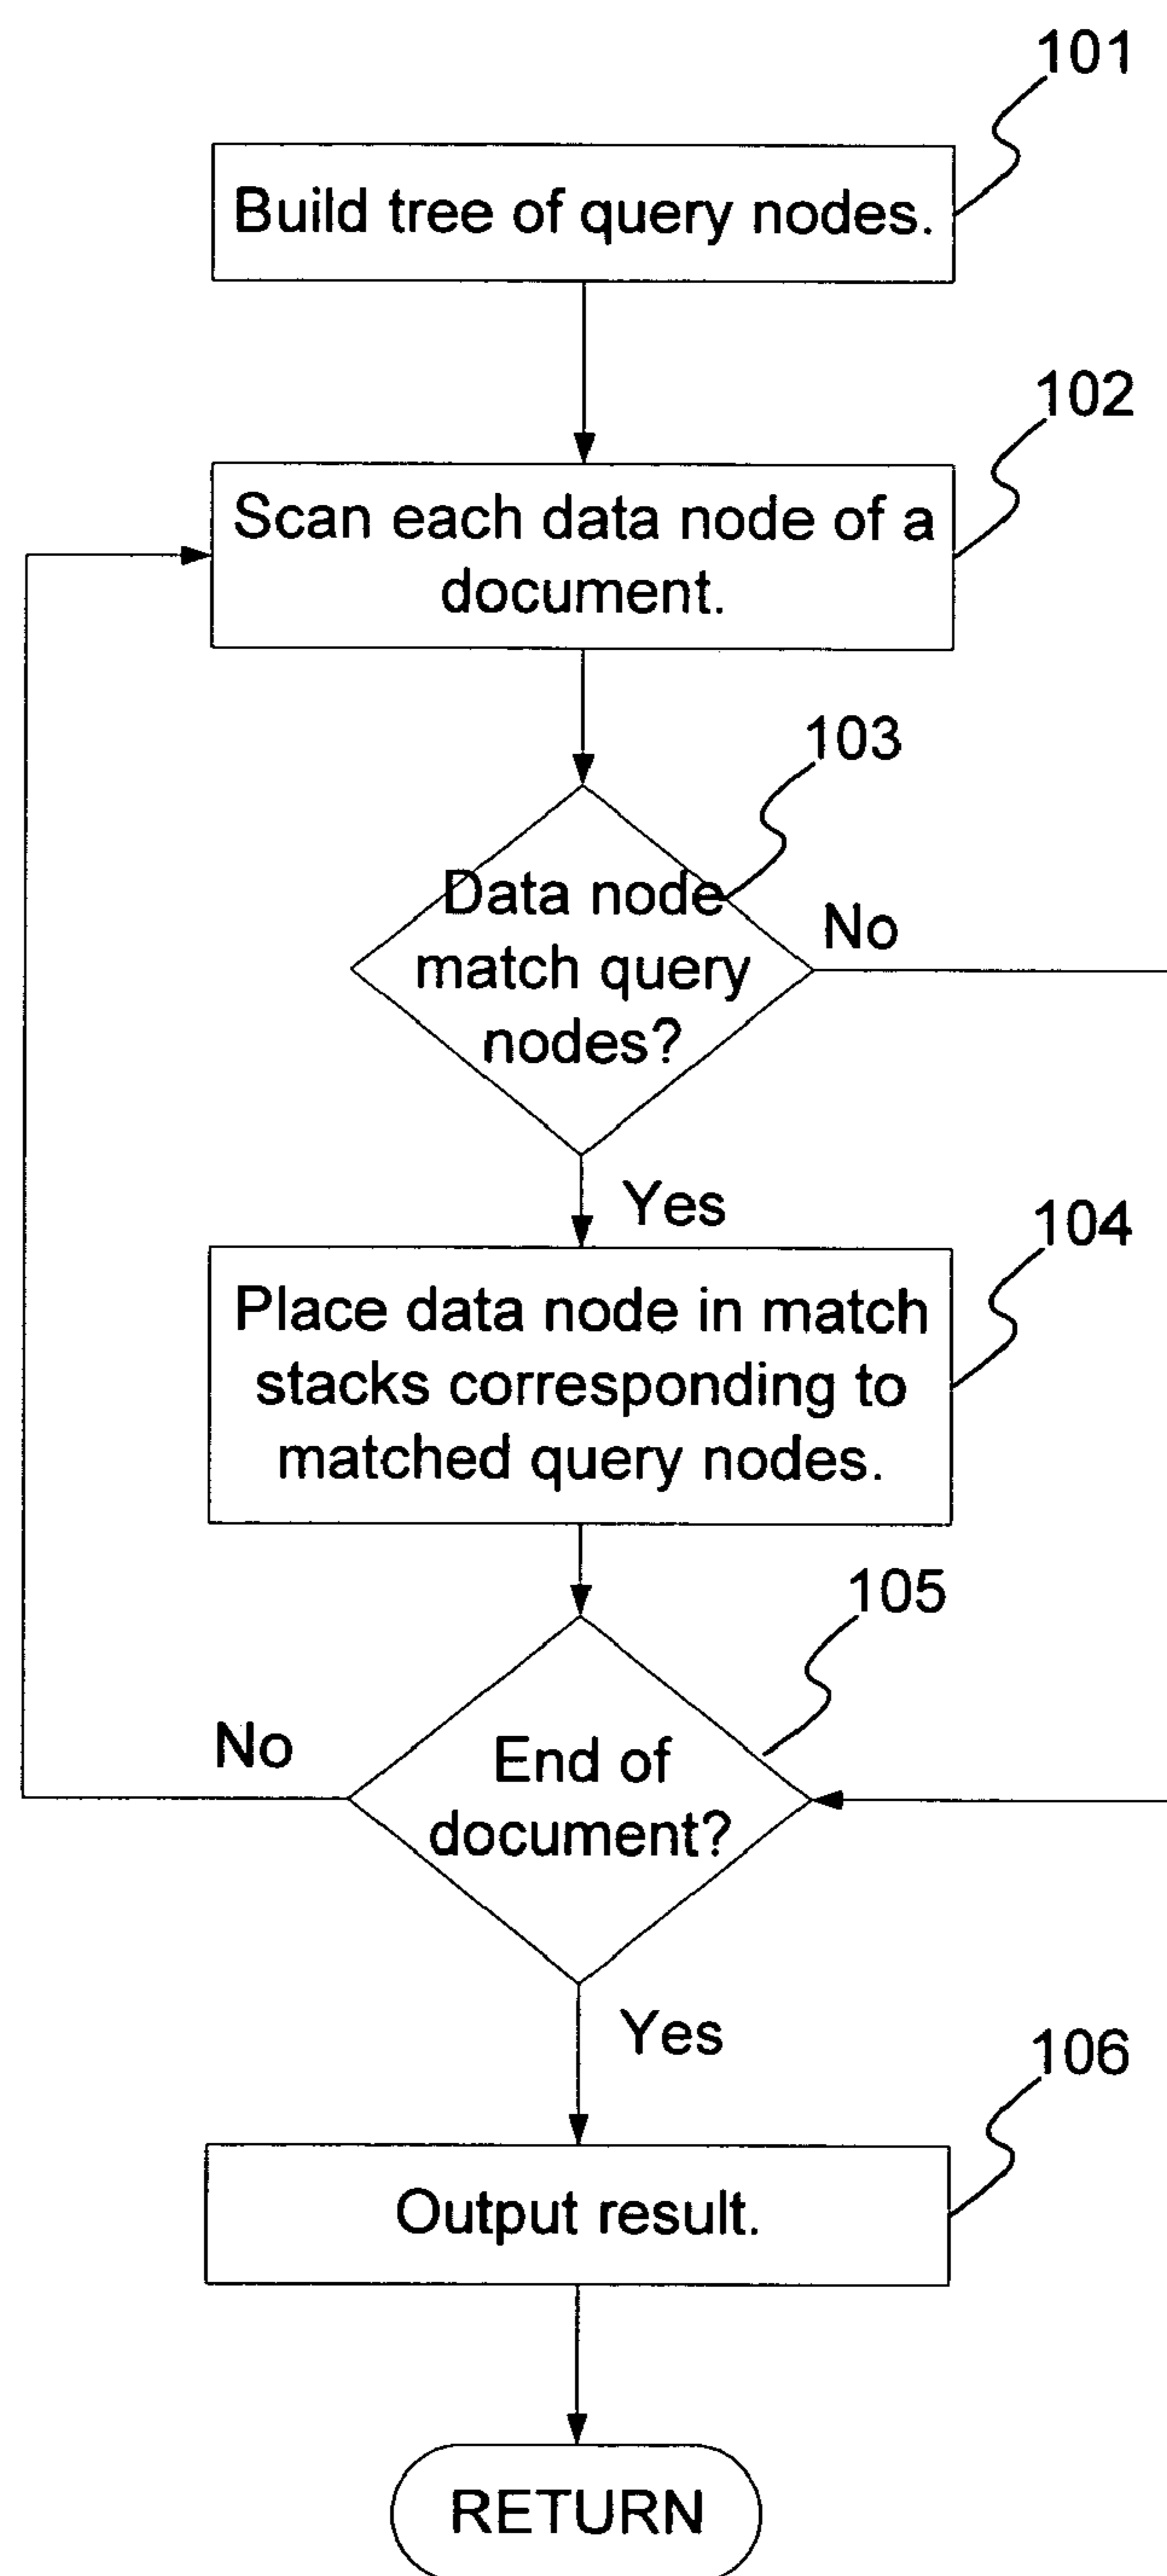 101
Build tree of query nodes.
102
Scan each data node of a
document.
103
Data node
match query
nodes?
No
Yes
104
Place data node in match
stacks corresponding to
matched query nodes.
105
No
End of
document?
Yes
106
Output result.
RETURN